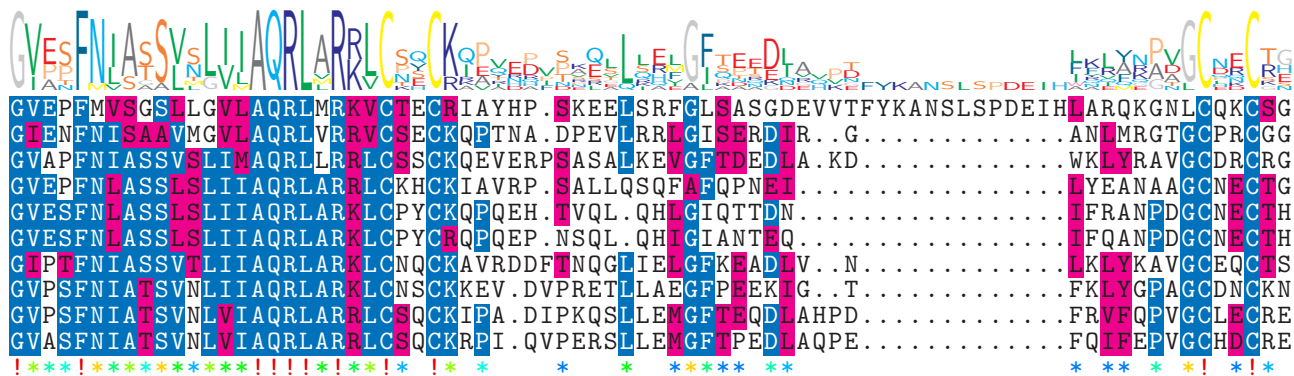 GVEPFMVSGSLLGVLAQRLMRKVCTECRIAYHP.SKEELSRFGLSASGDEVVTFYKANSLSPDEIHLARQKGNLCQKCSG
GIENFNISAAVMGVLAQRLVRRVCSECKQPTNA.DPEVLRRLGISERDIR..G.............ANLMRGTGCPRCGG
GVAPFNIASSVSLIMAQRLLRRLCSSCKQEVERPSASALKEVGFTDEDLA.KD.............WKLYRAVGCDRCRG
GVEPFNLASSLSLIIAQRLARKLCKHCKIAVRP.SALLQSQFAFQPNEI.................LYEANAAGCNECTG
GVESFNLASSLSLIIAQRLARKLCPYCKQPQEH.TVQL.QHLGIQTTDN.................IFRANPDGCNECTH
GVESFNLASSLSLIIAQRLARKLCPYCRQPQEP.NSQL.QHIGIANTEQ.................IFQANPDGCNECTH
GIPTFNIASSVTLIIAQRLARKLCNQCKAVRDDFTNQGLIELGFKEADLV..N.............LKLYKAVGCEQCTS
GVPSFNIATSVNLIIAQRLARKLCNSCKKEV.DVPRETLLAEGFPEEKIG..T.............FKLYGPAGCDNCKN
GVPSFNIATSVNLVIAQRLARRLCSQCKIPA.DIPKQSLLEMGFTEQDLAHPD.............FRVFQPVGCLECRE
GVASFNIATSVNLVIAQRLARRLCSQCKRPI.QVPERSLLEMGFTPEDLAQPE.............FQIFEPVGCHDCRE
!***!**********!!!!*!**!* !* *    *   *   **** **                 * ** * *! *!*